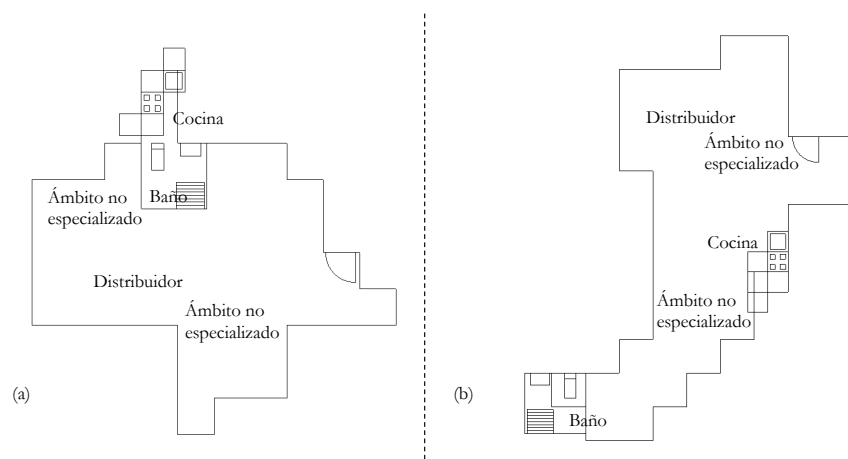 Cocina
Ámbito no
especializado
Baño
Distribuidor
Ámbito no
especializado
(a)
Distribuidor
Ámbito no
especializado
Cocina
Ámbito no
especializado
(b)
Baño